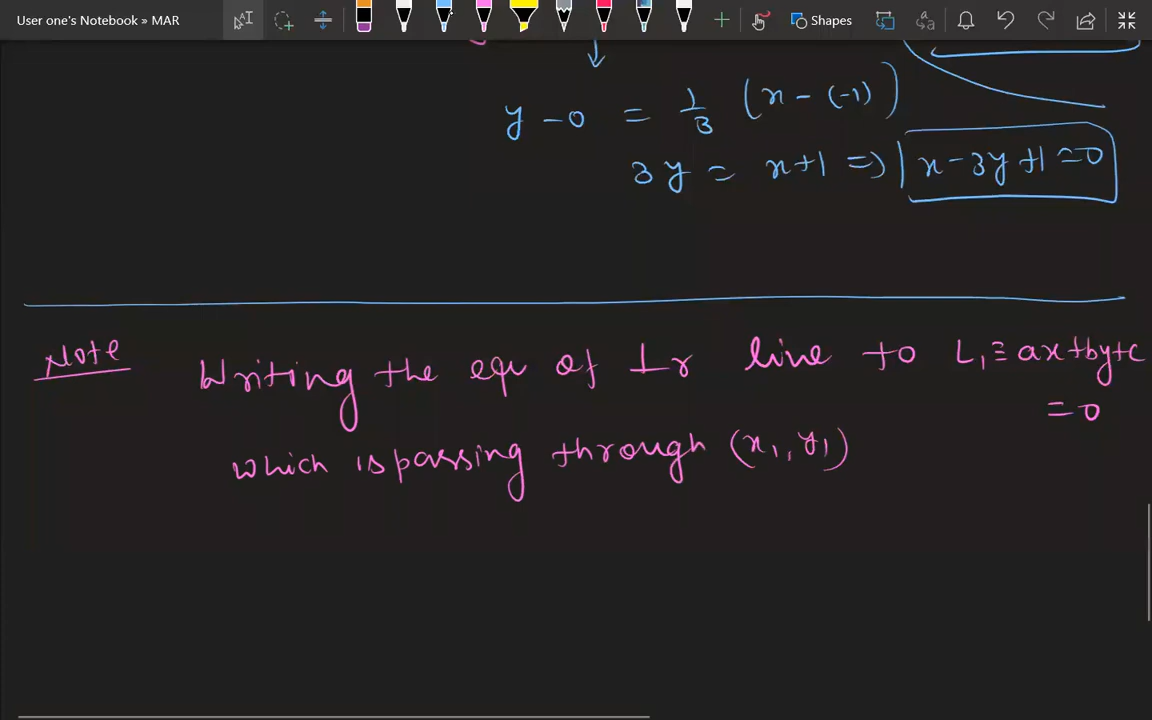 User one's Notebook » MAR
Shapes
y - 0 = 1/3 (x - (-1))
3y = x+1 => x - 3y + 1 = 0
Note
Writing the eqn of ⊥r line to L₁ ≡ ax+by+c
= 0
which is passing through (x₁, y₁)